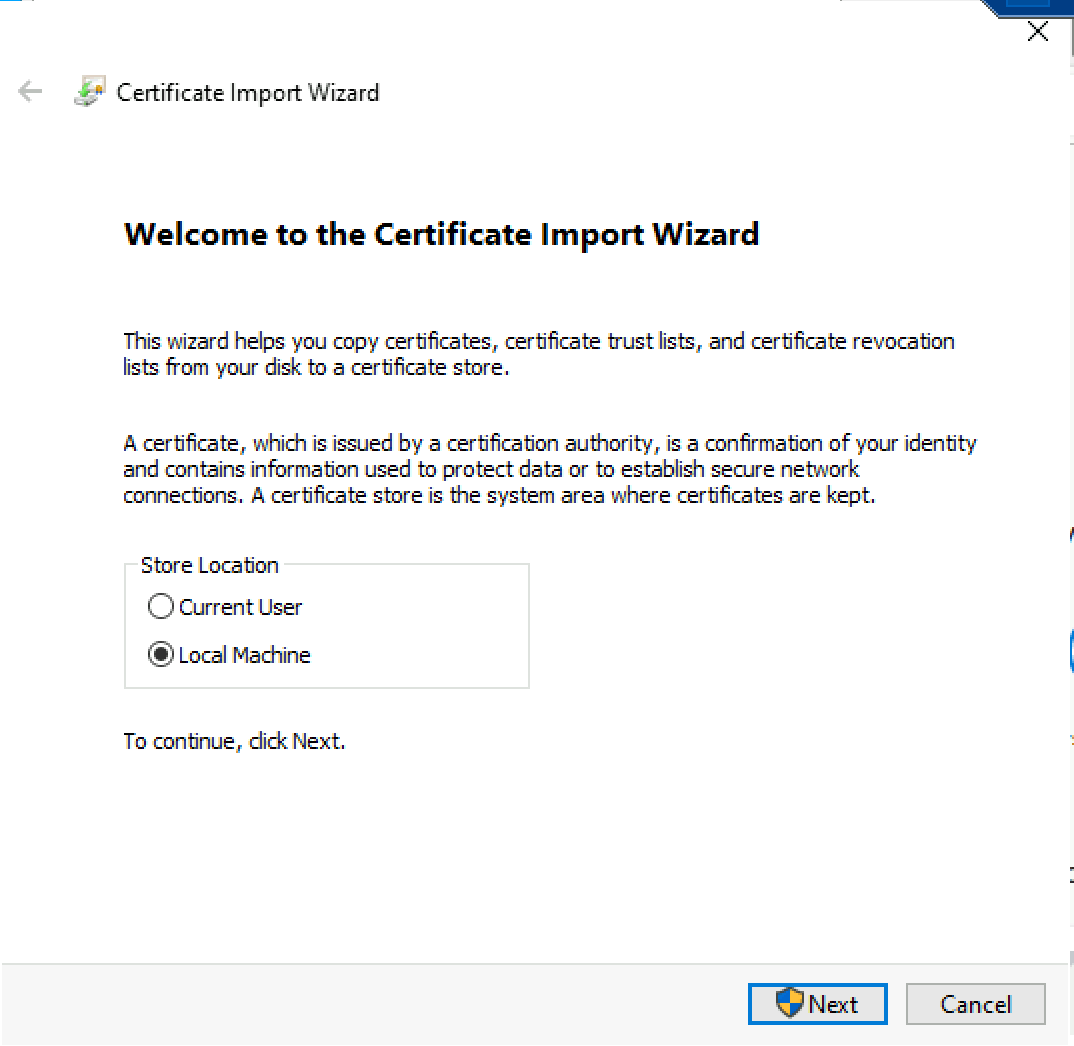 Certificate Import Wizard
Welcome to the Certificate Import Wizard
This wizard helps you copy certificates, certificate trust lists, and certificate revocation
lists from your disk to a certificate store.
A certificate, which is issued by a certification authority, is a confirmation of your identity
and contains information used to protect data or to establish secure network
connections. A certificate store is the system area where certificates are kept.
Store Location
Current User
Local Machine
To continue, click Next.
Next
Cancel